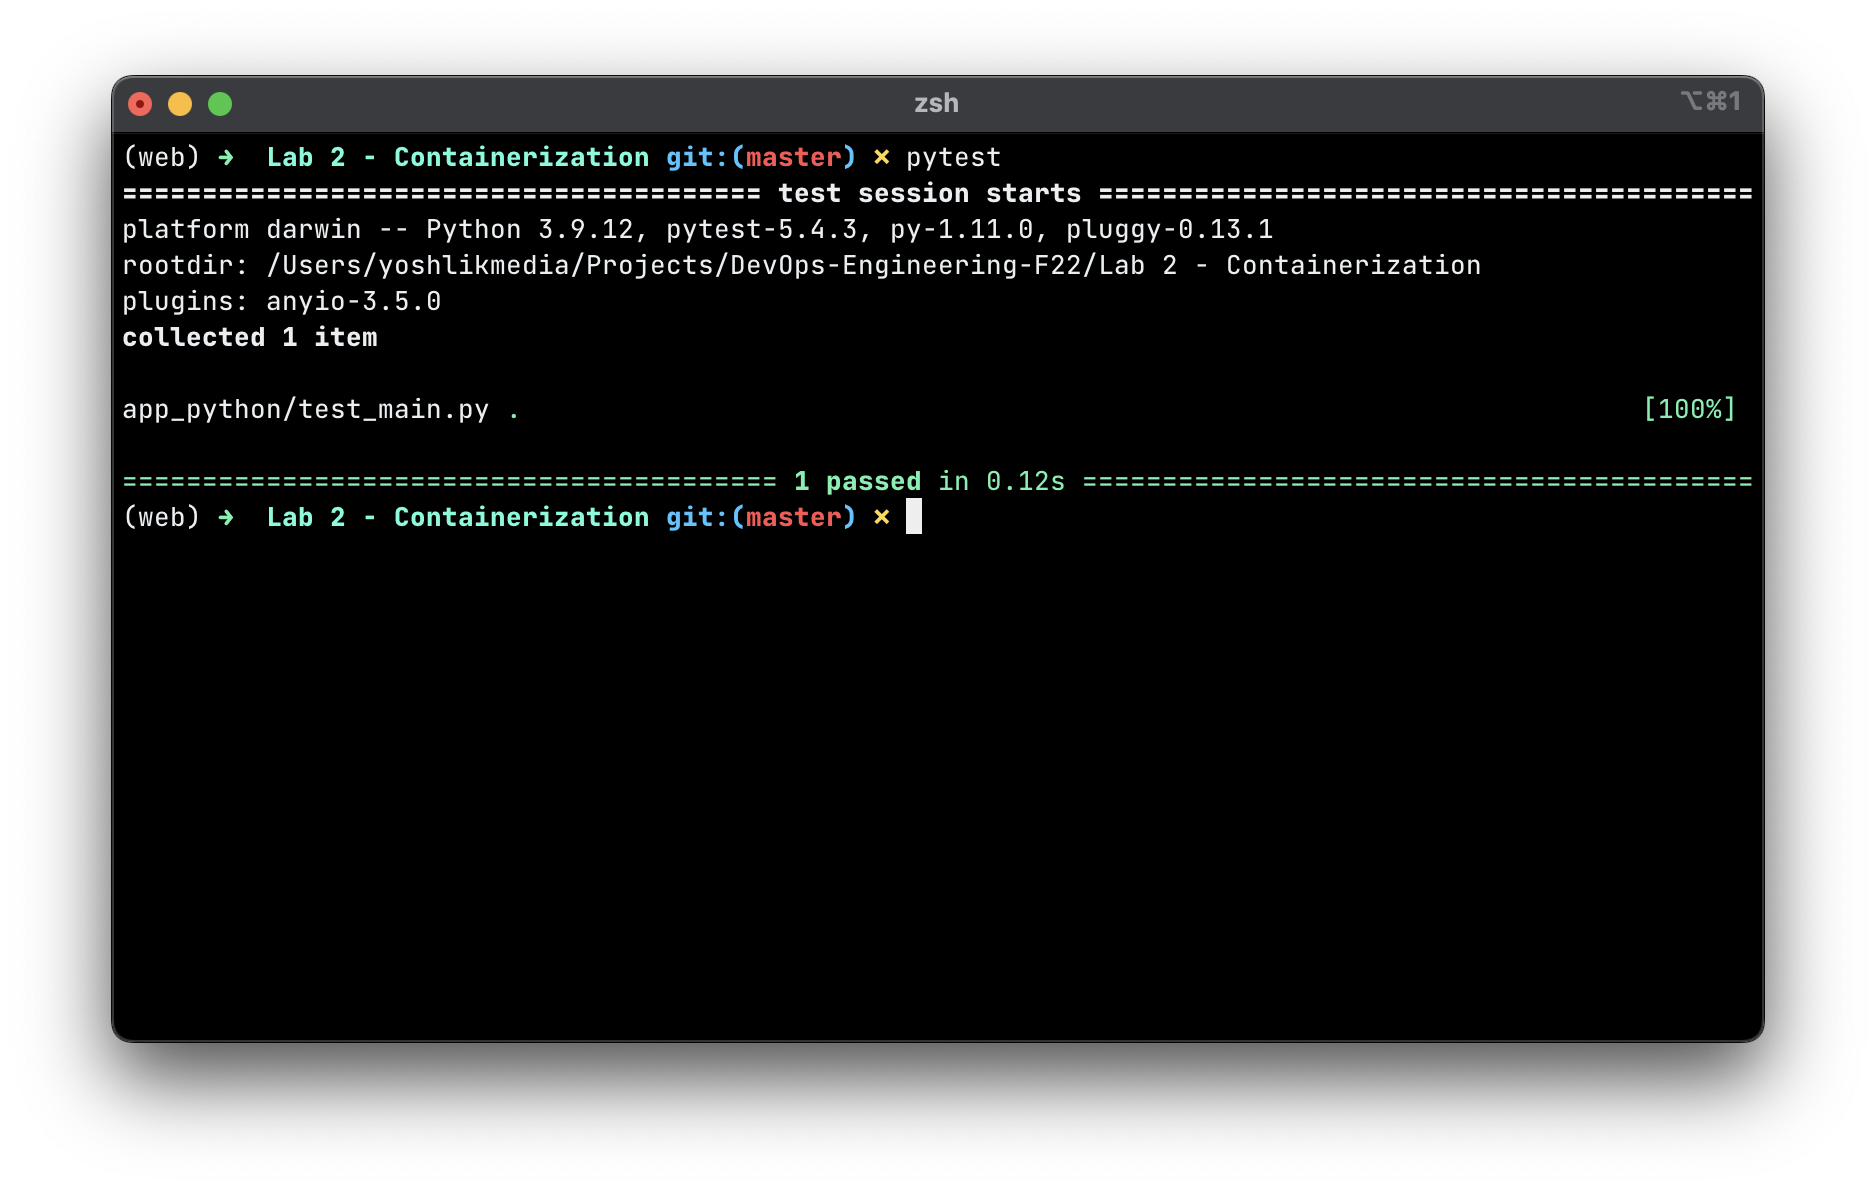 zsh
⌥⌘1
(web) ➜  Lab 2 - Containerization git:(master) ✗ pytest
======================================== test session starts =========================================
platform darwin -- Python 3.9.12, pytest-5.4.3, py-1.11.0, pluggy-0.13.1
rootdir: /Users/yoshlikmedia/Projects/DevOps-Engineering-F22/Lab 2 - Containerization
plugins: anyio-3.5.0
collected 1 item
app_python/test_main.py . [100%]
========================================= 1 passed in 0.12s ==========================================
(web) ➜  Lab 2 - Containerization git:(master) ✗